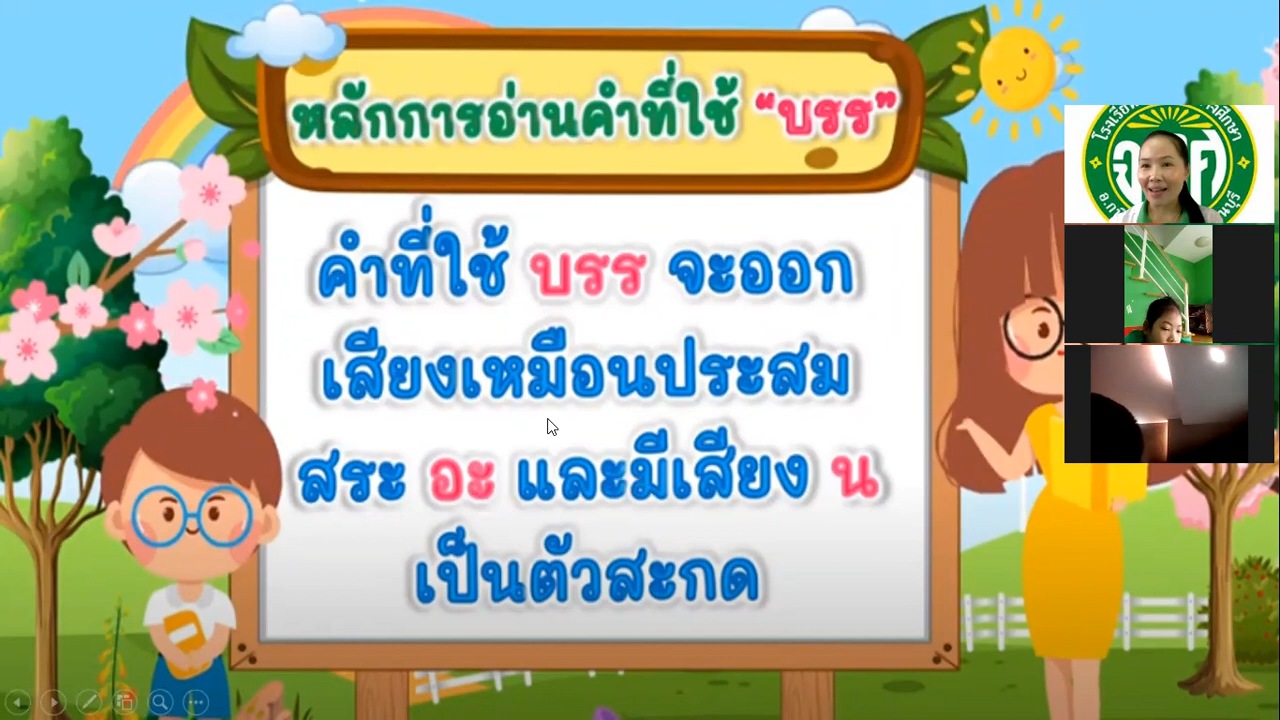 หลักการอ่านคำที่ใช้ “บรร”
คำที่ใช้ บรร จะออก
เสียงเหมือนประสม
สระ อะ และมีเสียง น
เป็นตัวสะกด